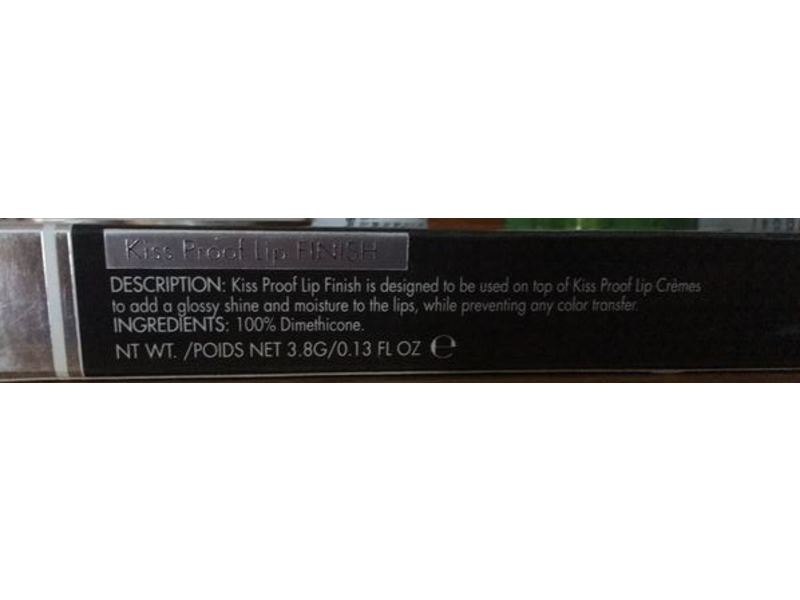 Kiss Proof Lip FINISH
DESCRIPTION: Kiss Proof Lip Finish is designed to be used on top of Kiss Proof Lip Crèmes
to add a glossy shine and moisture to the lips, while preventing any color transfer.
INGREDIENTS: 100% Dimethicone.
NT WT. /POIDS NET 3.8G/0.13 FL OZ ℮